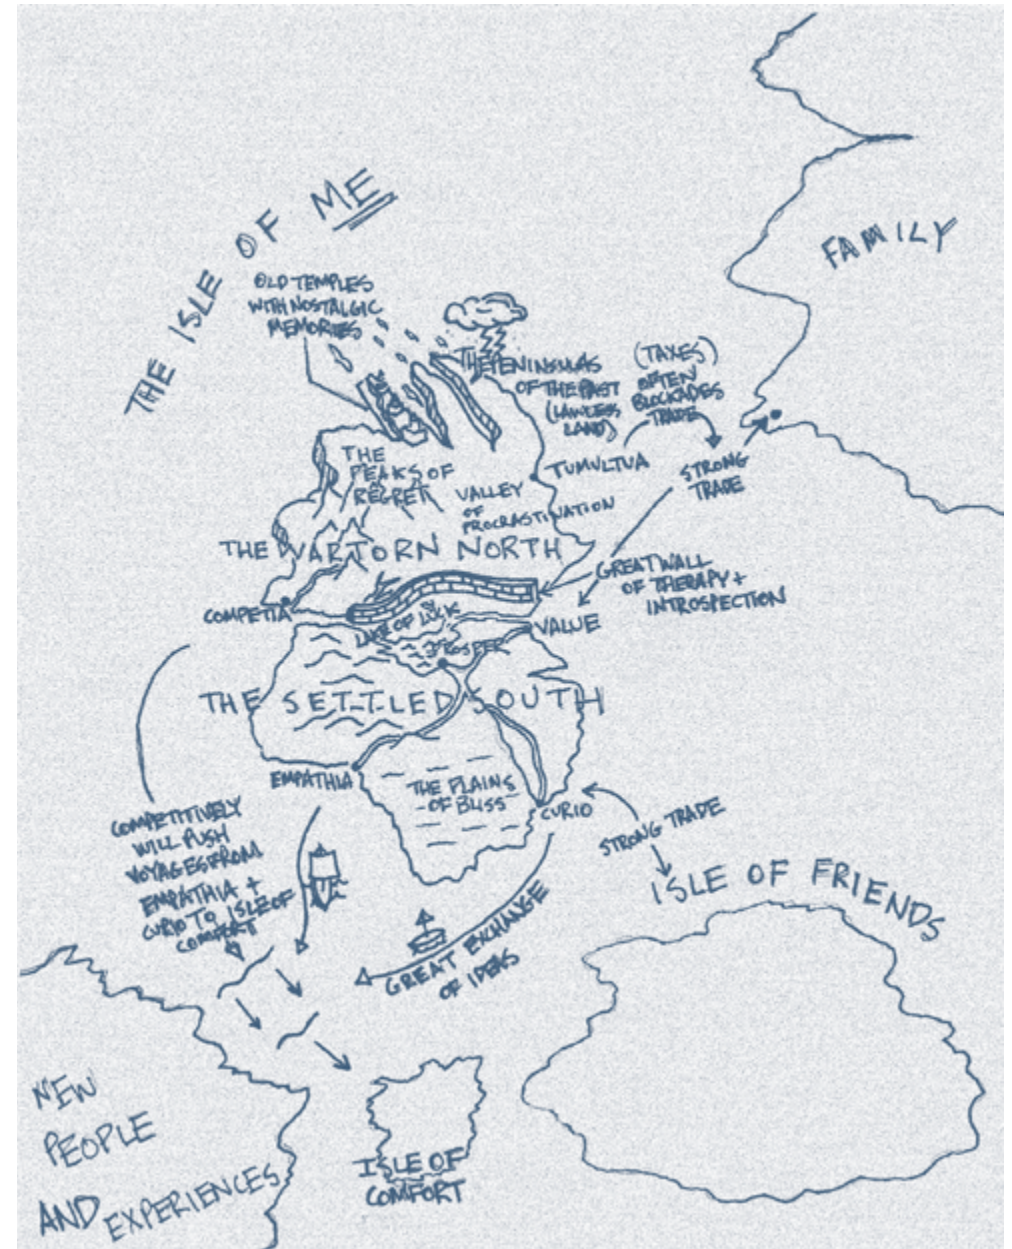 THE ISLE OF ME
OLD TEMPLES
WITH NOSTALGIC
MEMORIES
FAMILY
THE PENINSULAS
OF THE PAST
(LAWLESS
LAND)
(TAXES)
OFTEN
BLOCKADES
TRADE
TUMULTUA
STRONG
TRADE
THE
PEAKS OF
REGRET
VALLEY
OF
PROCRASTINATION
THE WARTORN NORTH
GREAT WALL
OF THERAPY +
INTROSPECTION
COMPETIA
LAKE OF LUCK
VALUE
PROSPER
THE SETTLED SOUTH
EMPATHIA
THE PLAINS
OF BLISS
CURIO
STRONG TRADE
COMPETITIVELY
WILL PUSH
VOYAGES FROM
EMPATHIA +
CURIO TO ISLE OF
COMFORT
ISLE OF FRIENDS
GREAT EXCHANGE
OF IDEAS
NEW
PEOPLE
AND EXPERIENCES
ISLE OF
COMFORT